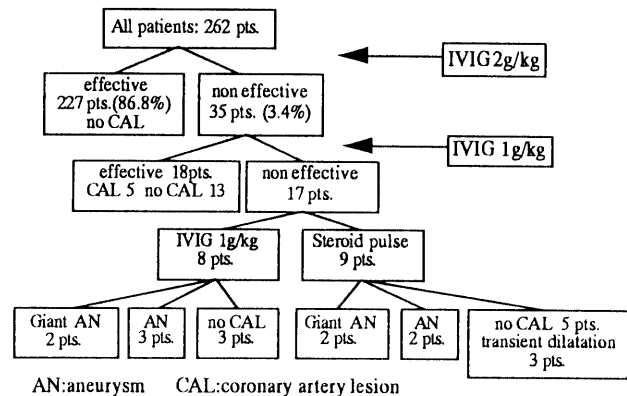 All patients: 262 pts.
IVIG 2g/kg
effective
227 pts.(86.8%)
no CAL
non effective
35 pts. (3.4%)
IVIG 1g/kg
effective 18pts.
CAL 5 no CAL 13
non effective
17 pts.
IVIG 1g/kg
8 pts.
Steroid pulse
9 pts.
Giant AN
2 pts.
AN
3 pts.
no CAL
3 pts.
Giant AN
2 pts.
AN
2 pts.
no CAL 5 pts.
transient dilatation
3 pts.
AN:aneurysm CAL:coronary artery lesion